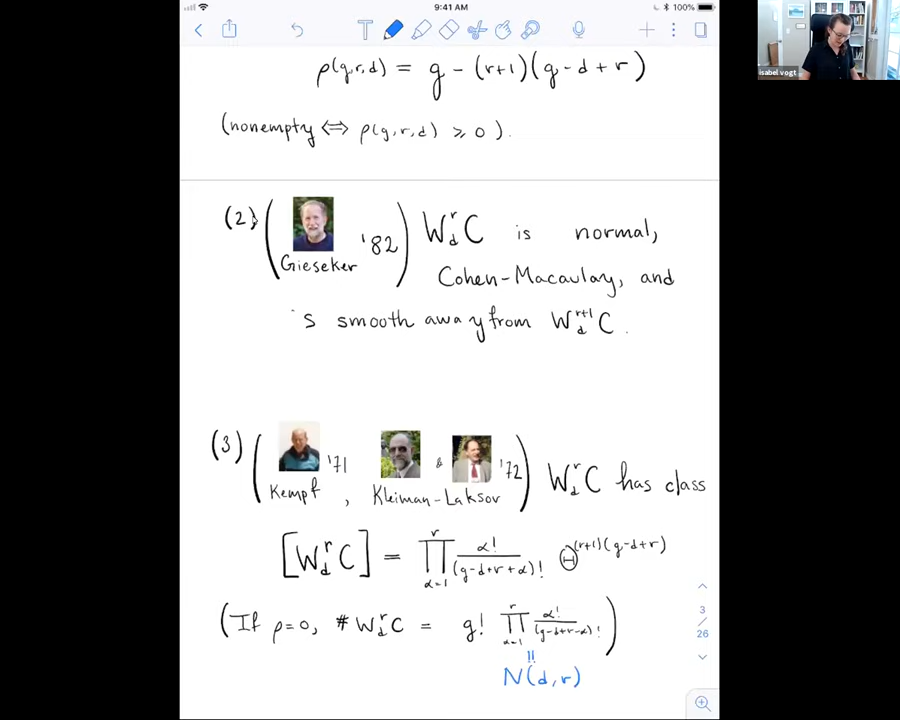 9:41 AM
100%
isabel vogt
ρ(g,r,d) = g - (r+1)(g-d+r)
(nonempty ⟺ ρ(g,r,d) ⩾ 0).
(2) (Gieseker '82) W^r_d C is normal,
Cohen-Macaulay, and
is smooth away from W^{r+1}_d C.
(3) (Kempf '71, Kleiman-Laksov & '72) W^r_d C has class
[W^r_d C] = ∏_{α=1}^r α!/(g-d+r+α)! Θ^{(r+1)(g-d+r)}
(If ρ=0, # W^r_d C = g! ∏_{α=1}^r α!/(g-d+r-α)!)
||
N(d,r)
3
/
26